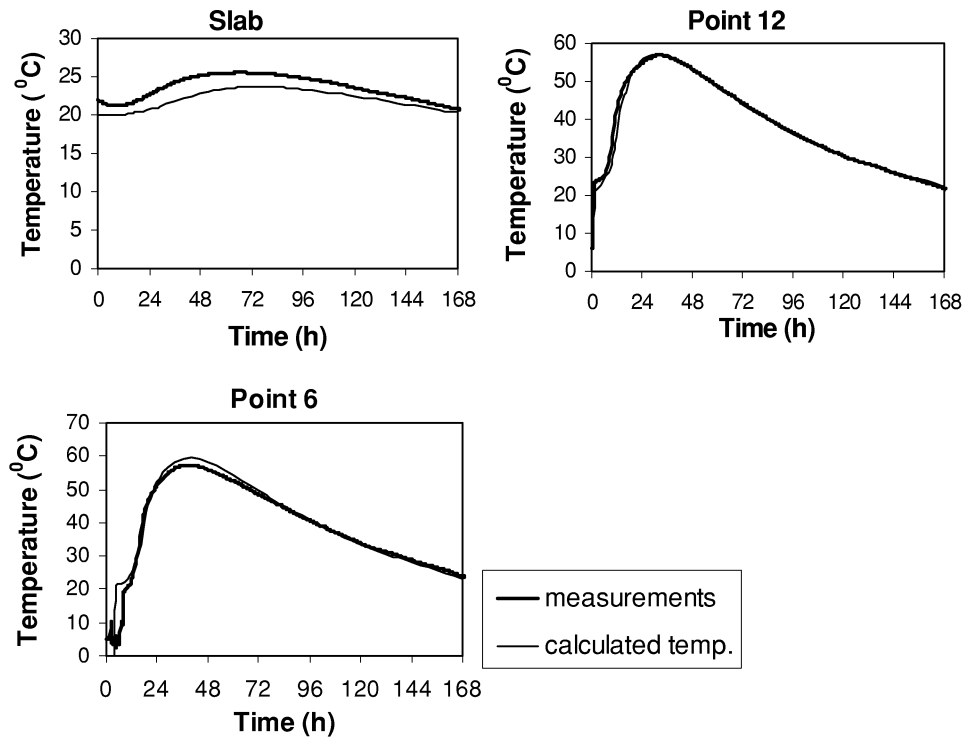 Slab
30
25
20
15
10
5
0
Temperature ( ⁰C)
0 24 48 72 96 120 144 168
Time (h)
Point 12
60
50
40
30
20
10
0
Temperature (⁰C)
0 24 48 72 96 120 144 168
Time (h)
Point 6
70
60
50
40
30
20
10
0
Temperature (⁰C)
0 24 48 72 96 120 144 168
Time (h)
measurements
calculated temp.